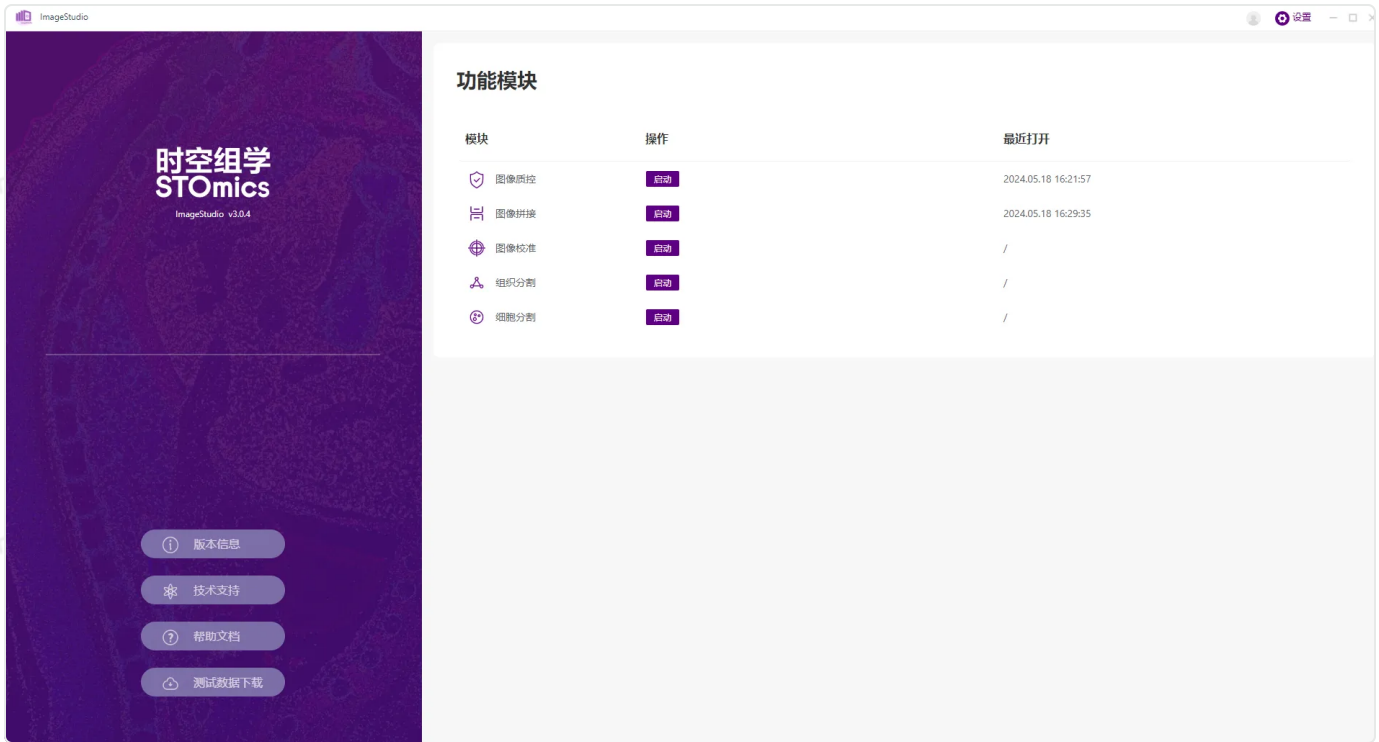 ImageStudio
设置
时空组学
STOmics
ImageStudio v3.0.4
版本信息
技术支持
帮助文档
测试数据下载
功能模块
模块 操作 最近打开
图像质控 启动 2024.05.18 16:21:57
图像拼接 启动 2024.05.18 16:29:35
图像校准 启动 /
组织分割 启动 /
细胞分割 启动 /